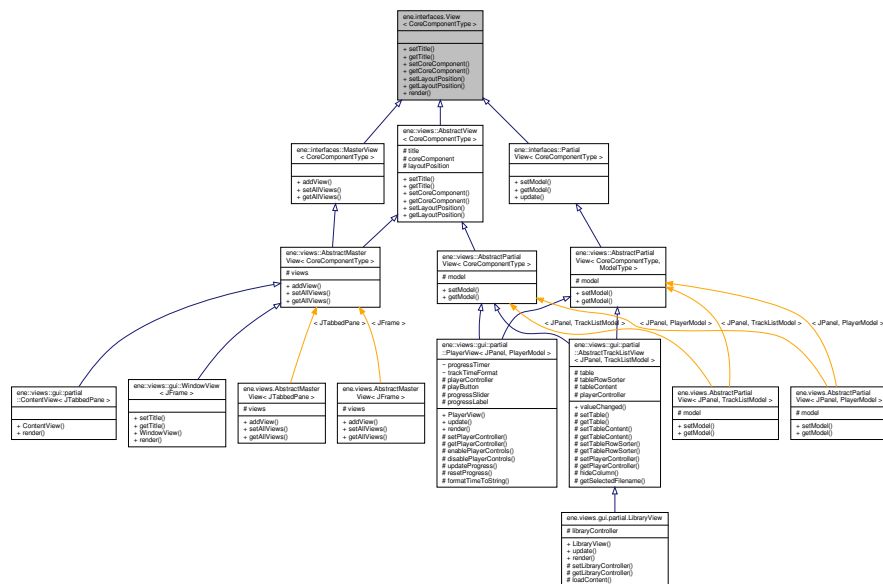 ene.interfaces.View
< CoreComponentType >
+ setTitle()
+ getTitle()
+ setCoreComponent()
+ getCoreComponent()
+ setLayoutPosition()
+ getLayoutPosition()
+ render()
ene::interfaces::MasterView
< CoreComponentType >
+ addView()
+ setAllViews()
+ getAllViews()
ene::views::AbstractView
< CoreComponentType >
# title
# coreComponent
# layoutPosition
+ setTitle()
+ getTitle()
+ setCoreComponent()
+ getCoreComponent()
+ setLayoutPosition()
+ getLayoutPosition()
ene::interfaces::Partial
View< CoreComponentType >
+ setModel()
+ getModel()
+ update()
ene::views::AbstractMaster
View< CoreComponentType >
# views
+ addView()
+ setAllViews()
+ getAllViews()
ene::views::AbstractPartial
View< CoreComponentType >
# model
+ setModel()
+ getModel()
ene::views::AbstractPartial
View< CoreComponentType,
ModelType >
# model
+ setModel()
+ getModel()
< JTabbedPane >
< JFrame >
< JPanel, TrackListModel >
< JPanel, PlayerModel >
< JPanel, TrackListModel >
< JPanel, PlayerModel >
ene::views::gui::partial
::ContentView< JTabbedPane >
+ ContentView()
+ render()
ene::views::gui::WindowView
< JFrame >
+ setTitle()
+ getTitle()
+ WindowView()
+ render()
ene.views.AbstractMaster
View< JTabbedPane >
# views
+ addView()
+ setAllViews()
+ getAllViews()
ene.views.AbstractMaster
View< JFrame >
# views
+ addView()
+ setAllViews()
+ getAllViews()
ene::views::gui::partial
::PlayerView< JPanel, PlayerModel >
~ progressTimer
~ trackTimeFormat
# playerController
# playButton
# progressSlider
# progressLabel
+ PlayerView()
+ update()
+ render()
# setPlayerController()
# getPlayerController()
# enablePlayerControls()
# disablePlayerControls()
# updateProgress()
# resetProgress()
# formatTimeToString()
ene::views::gui::partial
::AbstractTrackListView
< JPanel, TrackListModel >
# table
# tableRowSorter
# tableContent
# playerController
+ valueChanged()
# setTable()
# getTable()
# setTableContent()
# getTableContent()
# setTableRowSorter()
# getTableRowSorter()
# setPlayerController()
# getPlayerController()
# hideColumn()
# getSelectedFilename()
ene.views.AbstractPartial
View< JPanel, TrackListModel >
# model
+ setModel()
+ getModel()
ene.views.AbstractPartial
View< JPanel, PlayerModel >
# model
+ setModel()
+ getModel()
ene.views.gui.partial.LibraryView
# libraryController
+ LibraryView()
+ update()
+ render()
# setLibraryController()
# getLibraryController()
# loadContent()